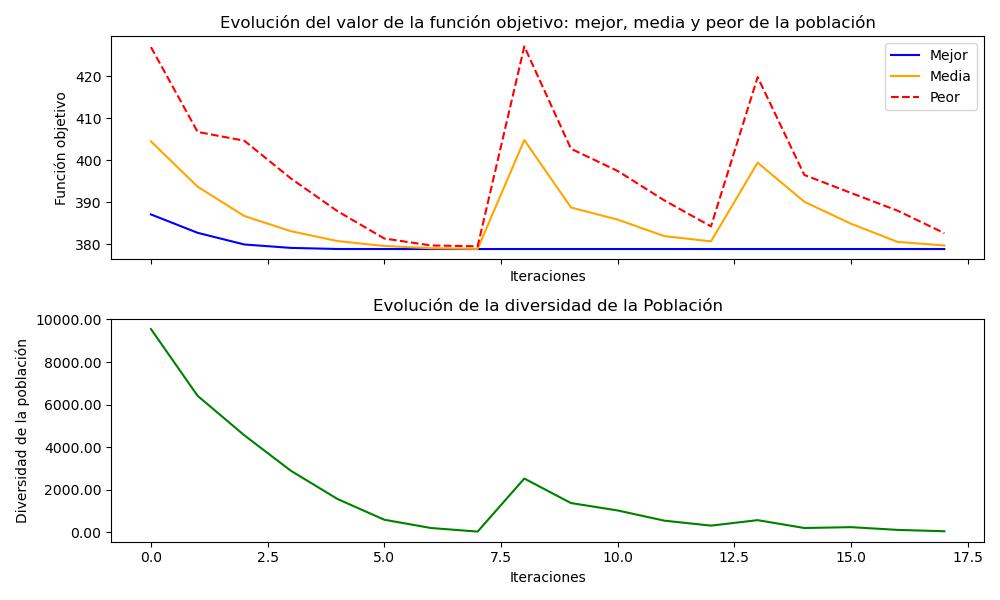 Evolución del valor de la función objetivo: mejor, media y peor de la población
Función objetivo
420
410
400
390
380
Mejor
Media
Peor
Iteraciones
Evolución de la diversidad de la Población
Diversidad de la población
10000.00
8000.00
6000.00
4000.00
2000.00
0.00
0.0 2.5 5.0 7.5 10.0 12.5 15.0 17.5
Iteraciones